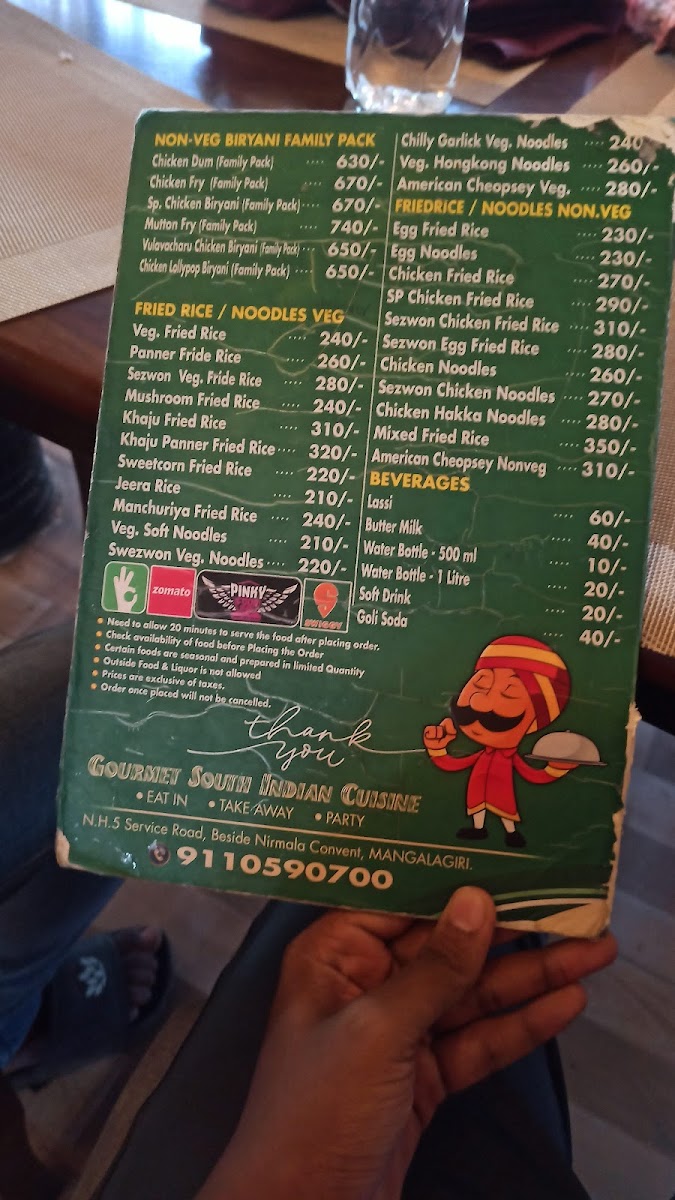 NON-VEG BIRYANI FAMILY PACK
Chicken Dum (Family Pack) .... 630/-
Chicken Fry (Family Pack) .... 670/-
Sp. Chicken Biryani (Family Pack) .... 670/-
Mutton Fry (Family Pack) .... 740/-
Vulavacharu Chicken Biryani (Family Pack) .... 650/-
Chicken Lollypop Biryani (Family Pack) .... 650/-
FRIED RICE / NOODLES VEG
Veg. Fried Rice .... 240/-
Panner Fride Rice .... 260/-
Sezwon Veg. Fride Rice .... 280/-
Mushroom Fried Rice .... 240/-
Khaju Fried Rice .... 310/-
Khaju Panner Fried Rice .... 320/-
Sweetcorn Fried Rice .... 220/-
Jeera Rice .... 210/-
Manchuriya Fried Rice .... 240/-
Veg. Soft Noodles .... 210/-
Swezwon Veg. Noodles .... 220/-
Chilly Garlick Veg. Noodles .... 240
Veg. Hongkong Noodles .... 260/-
American Cheopsey Veg. .... 280/-
FRIEDRICE / NOODLES NON.VEG
Egg Fried Rice .... 230/-
Egg Noodles .... 230/-
Chicken Fried Rice .... 270/-
SP Chicken Fried Rice .... 290/-
Sezwon Chicken Fried Rice .... 310/-
Sezwon Egg Fried Rice .... 280/-
Chicken Noodles .... 260/-
Sezwon Chicken Noodles .... 270/-
Chicken Hakka Noodles .... 280/-
Mixed Fried Rice .... 350/-
American Cheopsey Nonveg .... 310/-
BEVERAGES
Lassi .... 60/-
Butter Milk .... 40/-
Water Bottle - 500 ml .... 10/-
Water Bottle - 1 Litre .... 20/-
Soft Drink .... 20/-
Goli Soda .... 40/-
zomato
PINKY
SWIGGY
• Need to allow 20 minutes to serve the food after placing order.
• Check availability of food before Placing the Order
• Certain foods are seasonal and prepared in limited Quantity
• Outside Food & Liquor is not allowed
• Prices are exclusive of taxes.
• Order once placed will not be cancelled.
thank
you
GOURMET SOUTH INDIAN CUISINE
• EAT IN • TAKE AWAY • PARTY
N.H.5 Service Road, Beside Nirmala Convent, MANGALAGIRI.
9110590700